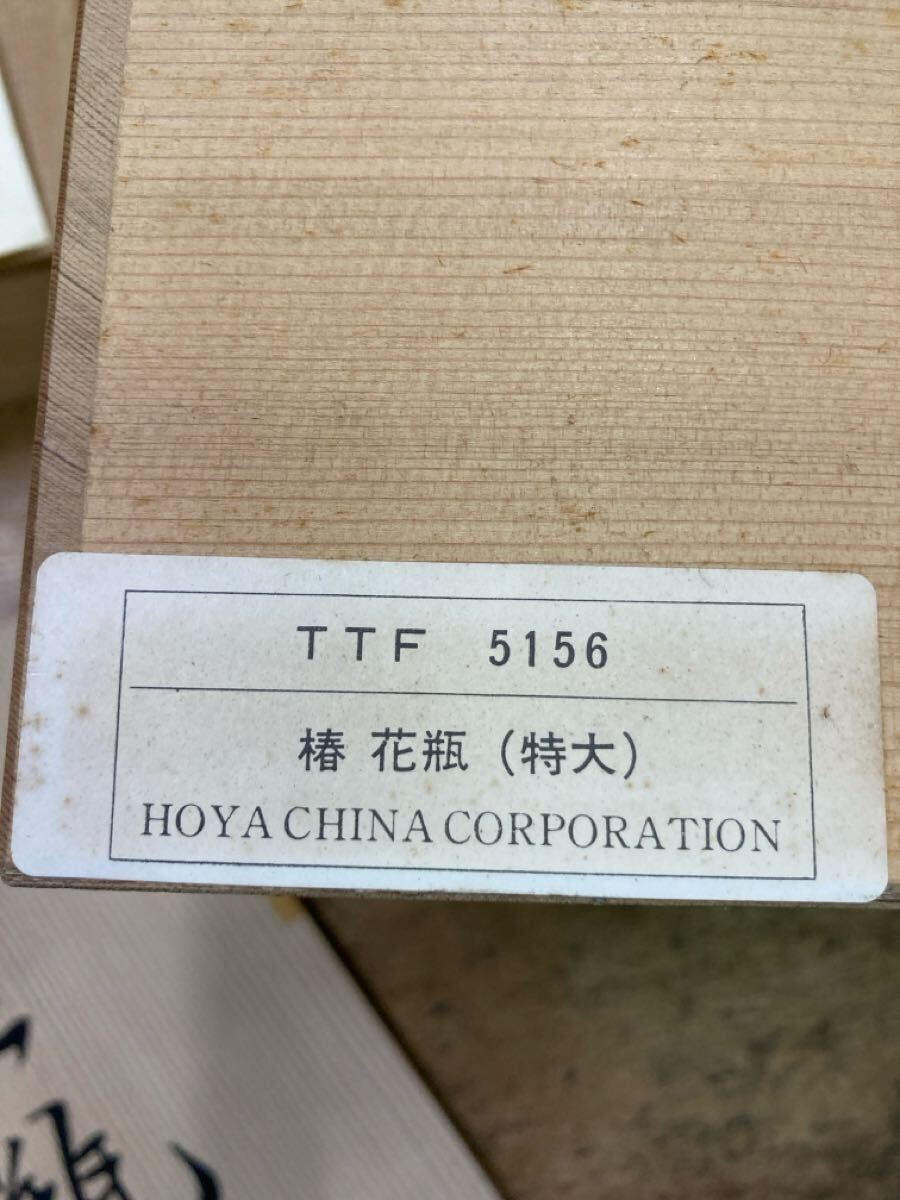 TTF 5156
椿 花瓶 (特大)
HOYA CHINA CORPORATION